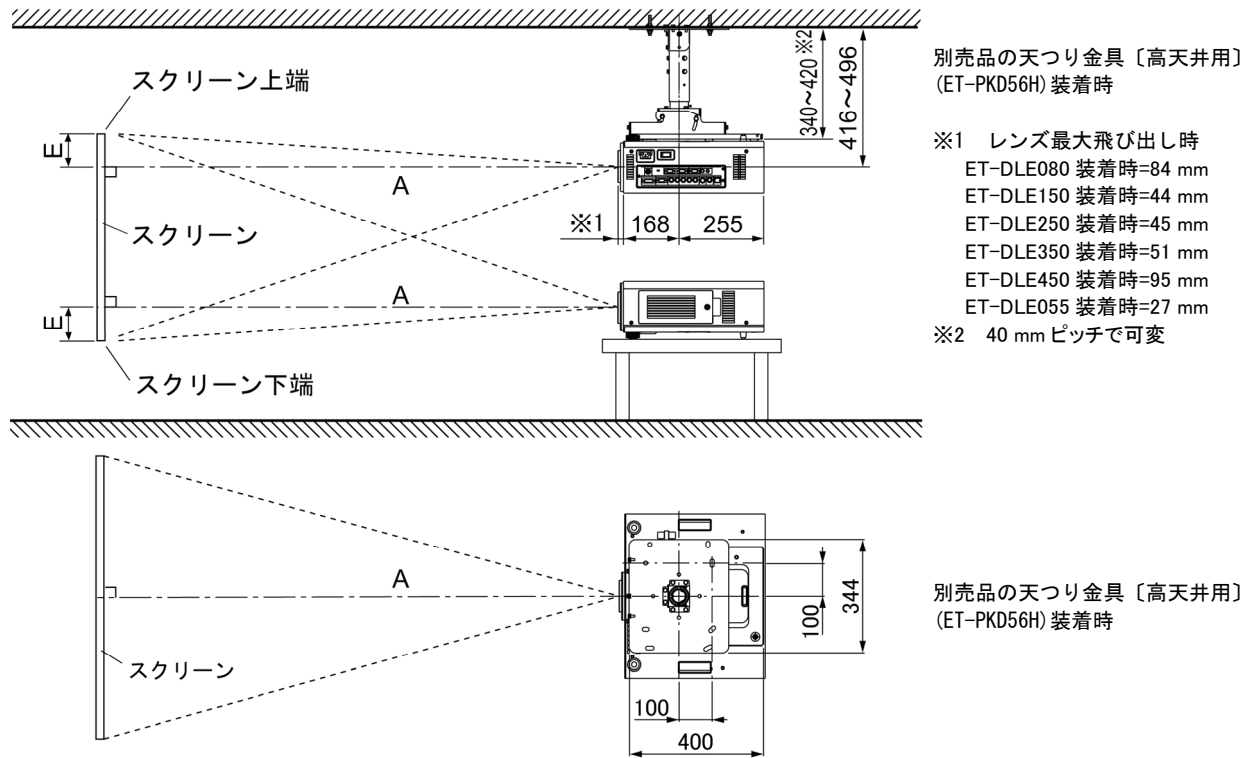 スクリーン上端
E
A
スクリーン
A
E
スクリーン下端
340~420 ※2
416~496
※1
168
255
別売品の天つり金具〔高天井用〕
(ET-PKD56H)装着時
※1 レンズ最大飛び出し時
ET-DLE080 装着時=84 mm
ET-DLE150 装着時=44 mm
ET-DLE250 装着時=45 mm
ET-DLE350 装着時=51 mm
ET-DLE450 装着時=95 mm
ET-DLE055 装着時=27 mm
※2 40 mm ピッチで可変
A
スクリーン
100
344
100
400
別売品の天つり金具〔高天井用〕
(ET-PKD56H)装着時